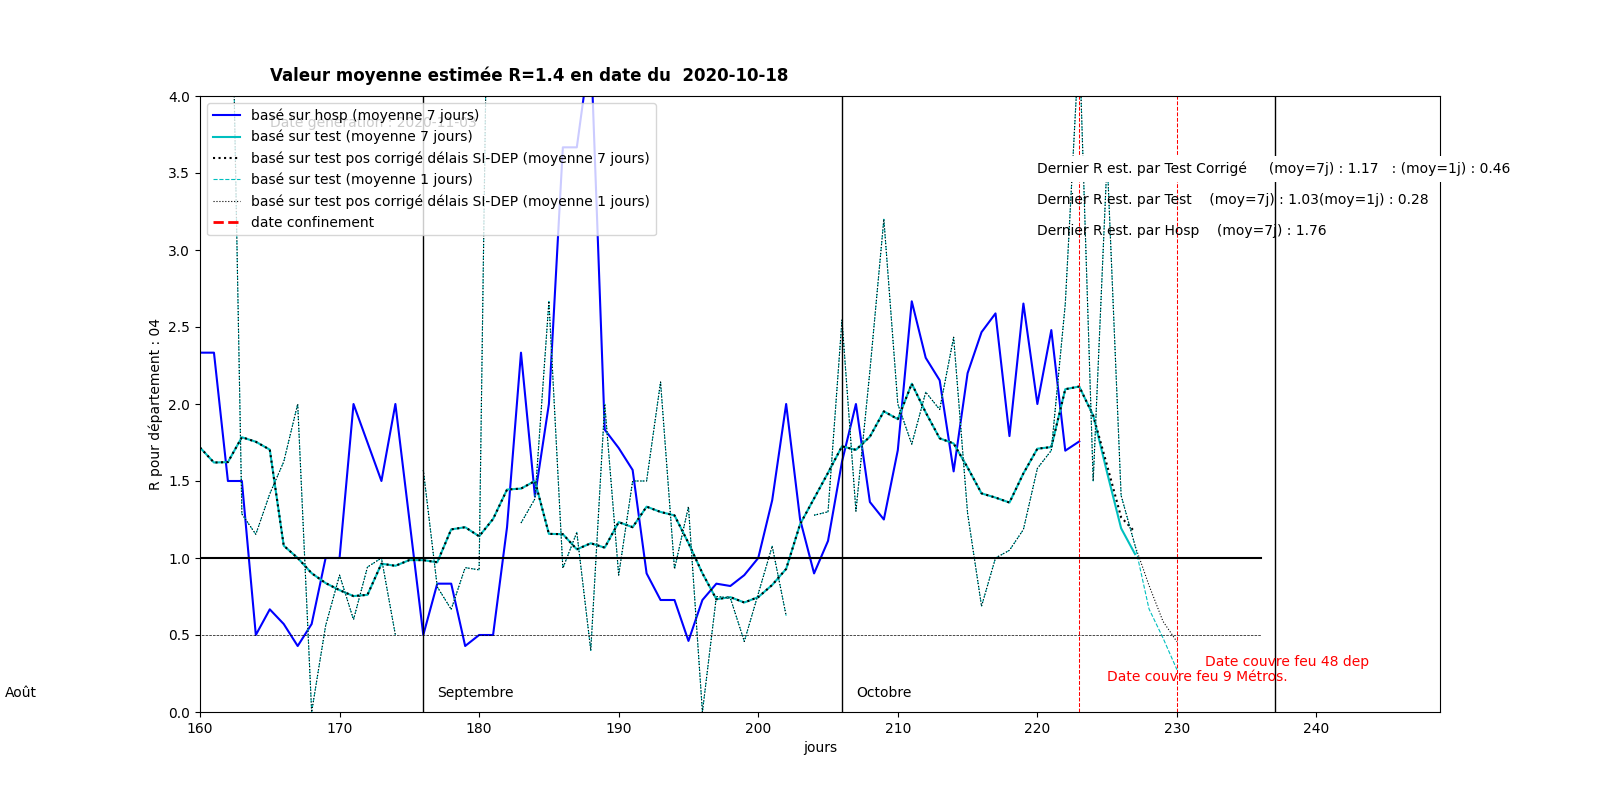 Valeur moyenne estimée R=1.4 en date du  2020-10-18
4.0
3.5
3.0
2.5
2.0
1.5
1.0
0.5
0.0
R pour département : 04
Date génération : 2020-11-03
basé sur hosp (moyenne 7 jours)
basé sur test (moyenne 7 jours)
basé sur test pos corrigé délais SI-DEP (moyenne 7 jours)
basé sur test (moyenne 1 jours)
basé sur test pos corrigé délais SI-DEP (moyenne 1 jours)
date confinement
Dernier R est. par Test Corrigé     (moy=7j) : 1.17   : (moy=1j) : 0.46
Dernier R est. par Test    (moy=7j) : 1.03(moy=1j) : 0.28
Dernier R est. par Hosp    (moy=7j) : 1.76
Date couvre feu 48 dep
Date couvre feu 9 Métros.
Août
Septembre
Octobre
160 170 180 190 200 210 220 230 240
jours